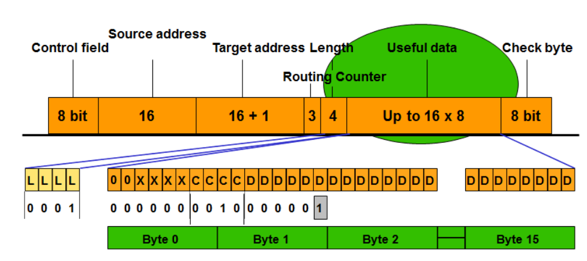 Source address
Control field Target address Length Useful data Check byte
Routing Counter
8 bit 16 16 + 1 3 4 Up to 16 x 8 8 bit
L L L L 0 0 X X X X C C C C D D D D D D D D D D D D D D D D D D D D D D
0 0 0 1 0 0 0 0 0 0 0 0 1 0 0 0 0 0 0 1
Byte 0 Byte 1 Byte 2 Byte 15